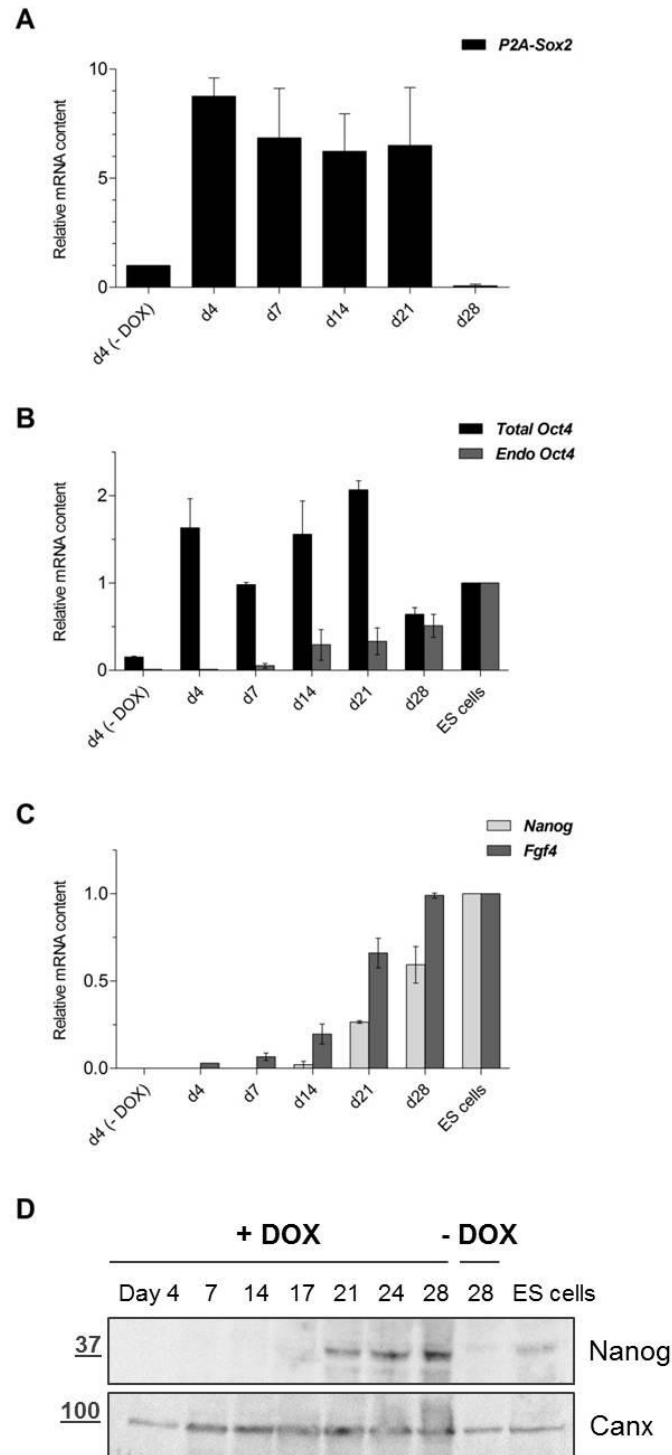 A
P2A-Sox2
Relative mRNA content
10
5
0
d4 (- DOX)
d4
d7
d14
d21
d28
B
Total Oct4
Endo Oct4
Relative mRNA content
2
1
0
d4 (- DOX)
d4
d7
d14
d21
d28
ES cells
C
Nanog
Fgf4
Relative mRNA content
1.0
0.5
0.0
d4 (- DOX)
d4
d7
d14
d21
d28
ES cells
D
+ DOX - DOX
Day 4 7 14 17 21 24 28 28 ES cells
37 Nanog
100 Canx